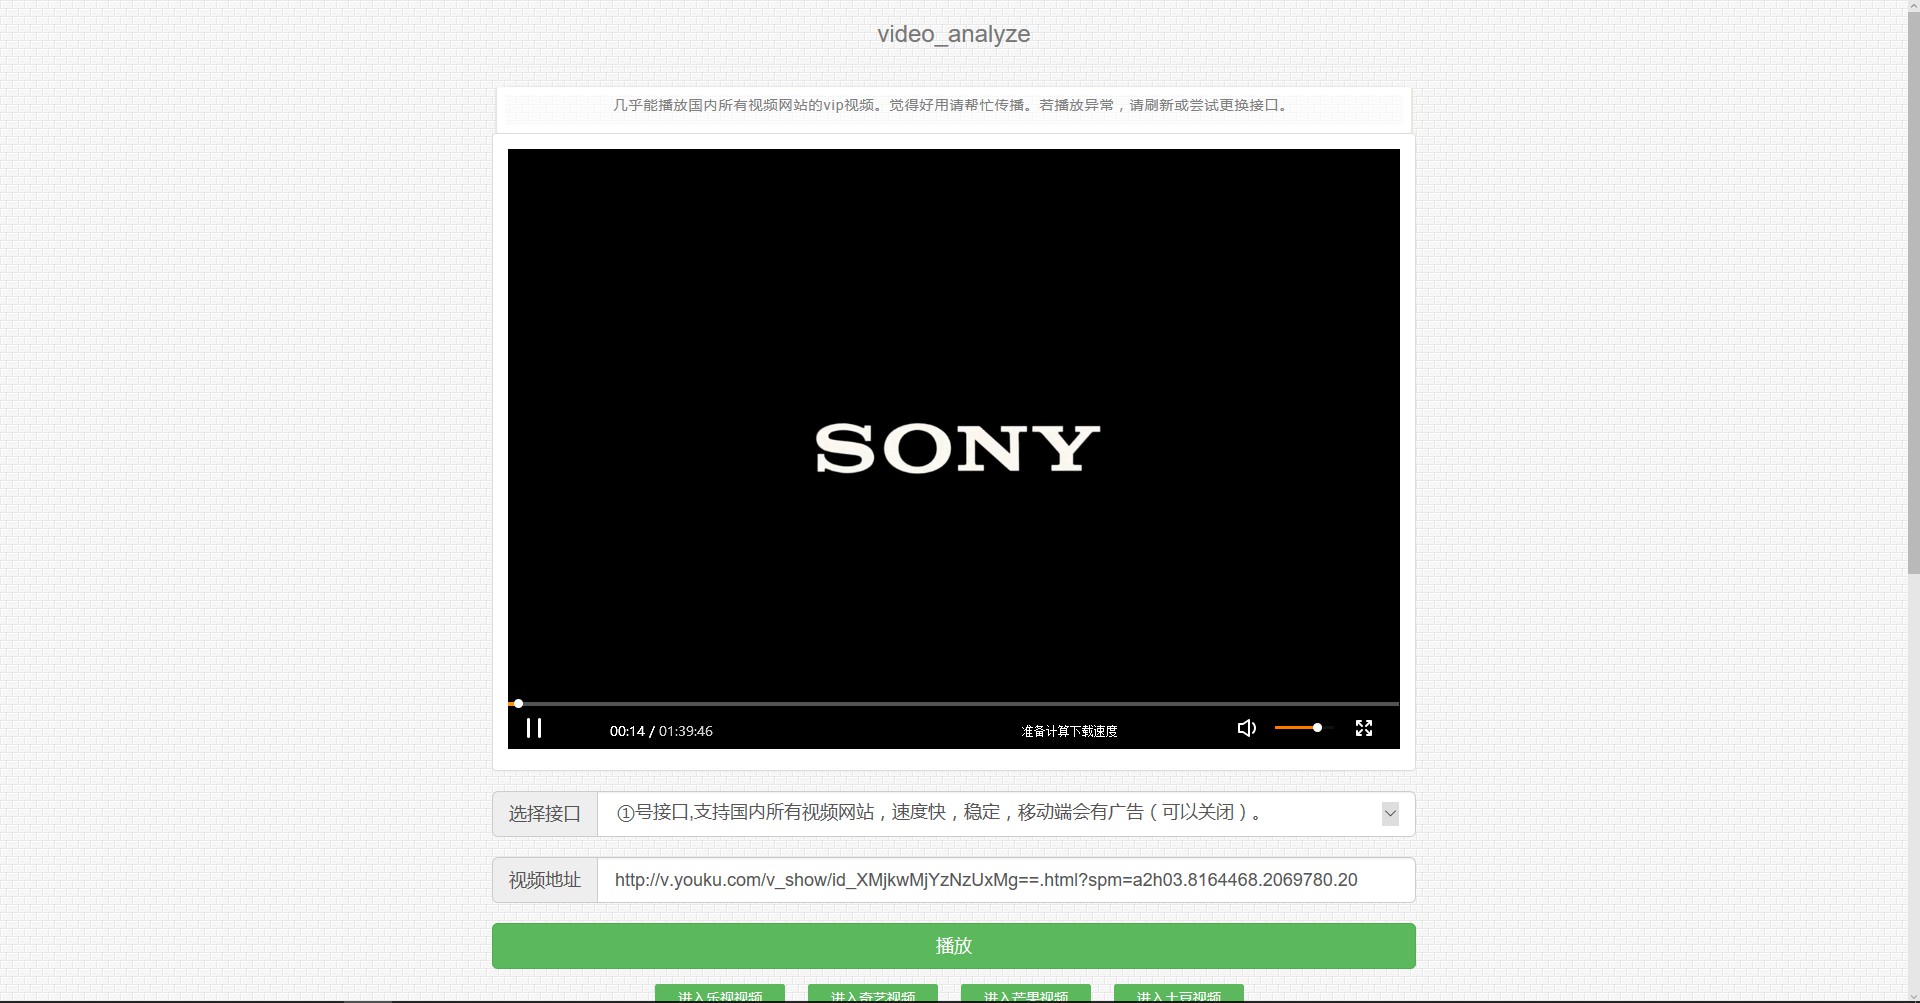 video_analyze
几乎能播放国内所有视频网站的vip视频。觉得好用请帮忙传播。若播放异常，请刷新或尝试更换接口。
SONY
00:14 / 01:39:46 准备计算下载速度
选择接口 ①号接口,支持国内所有视频网站，速度快，稳定，移动端会有广告（可以关闭）。
视频地址 http://v.youku.com/v_show/id_XMjkwMjYzNzUxMg==.html?spm=a2h03.8164468.2069780.20
播放
进入乐视视频 进入奇艺视频 进入芒果视频 进入土豆视频